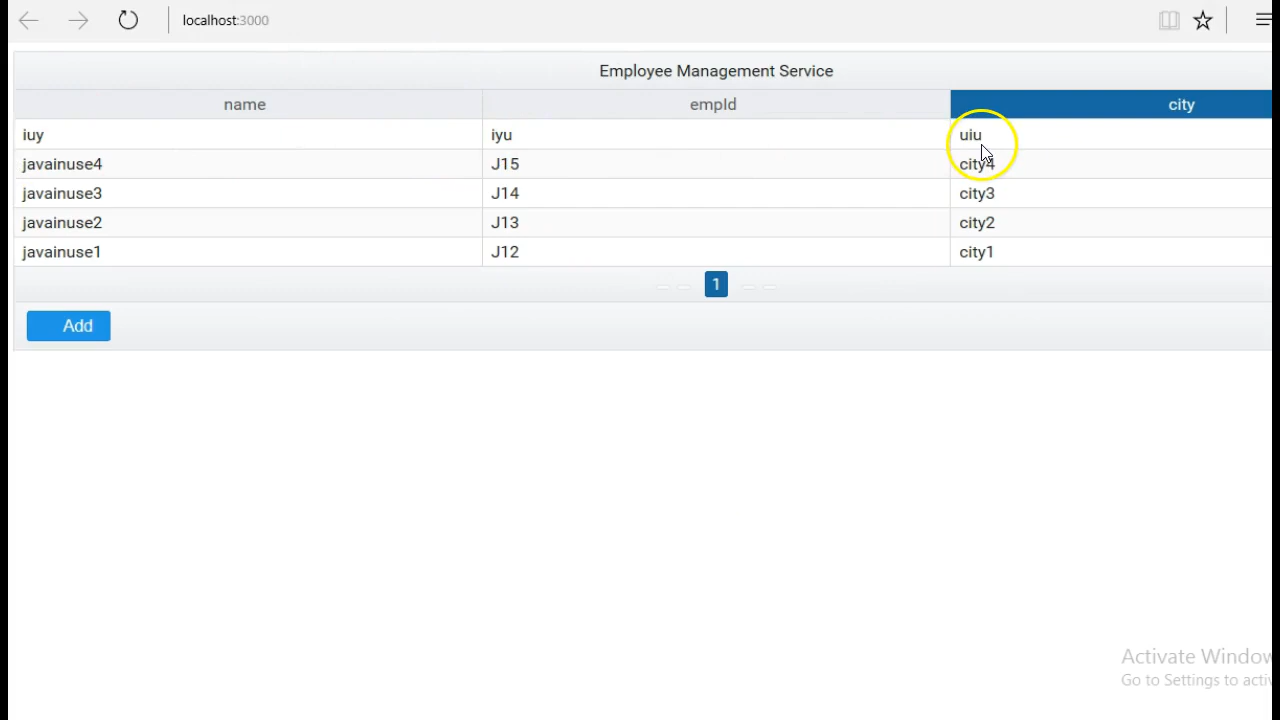 localhost:3000
Employee Management Service
name empId city
iuy iyu uiu
javainuse4 J15 city4
javainuse3 J14 city3
javainuse2 J13 city2
javainuse1 J12 city1
1
Add
Activate Window
Go to Settings to activ